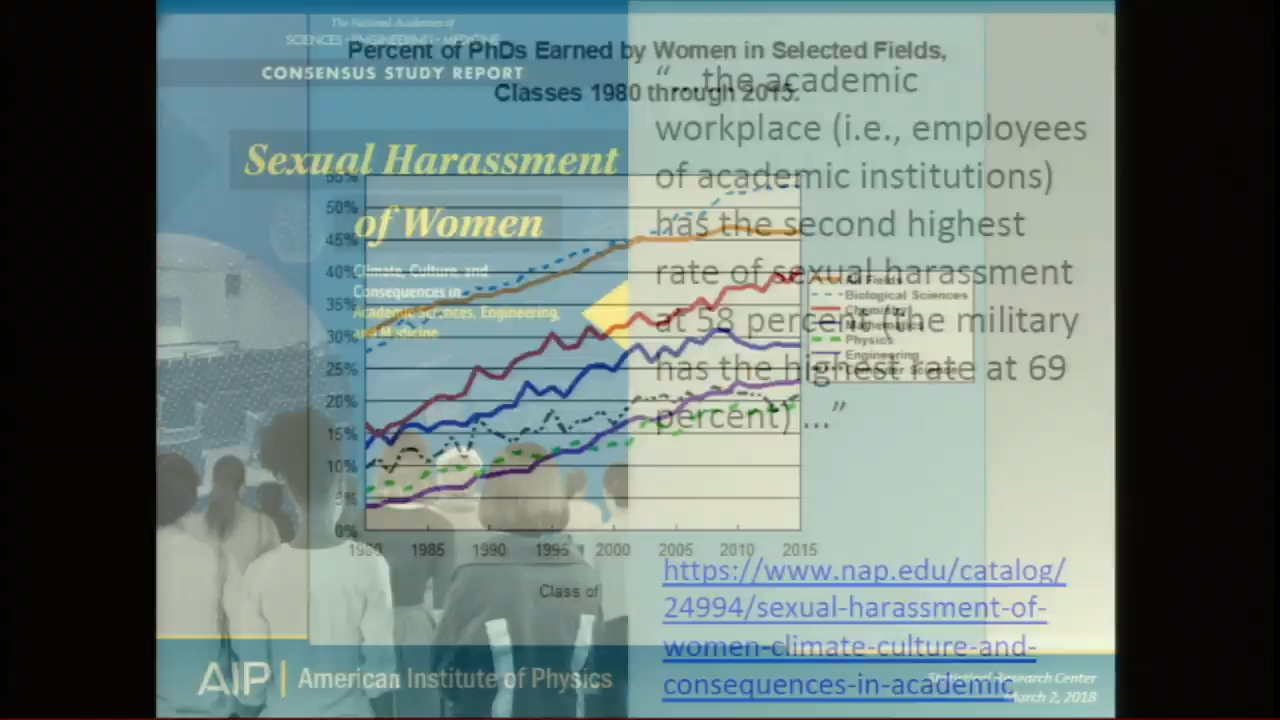 The National Academies of
SCIENCES · ENGINEERING · MEDICINE
CONSENSUS STUDY REPORT
Sexual Harassment
of Women
Climate, Culture, and
Consequences in
Academic Sciences, Engineering,
and Medicine
Percent of PhDs Earned by Women in Selected Fields,
Classes 1980 through 2015.
55%
50%
45%
40%
35%
30%
25%
20%
15%
10%
5%
0%
1980 1985 1990 1995 2000 2005 2010 2015
Class of
All Fields
Biological Sciences
Chemistry
Mathematics
Physics
Engineering
Computer Science
“...the academic
workplace (i.e., employees
of academic institutions)
has the second highest
rate of sexual harassment
at 58 percent (the military
has the highest rate at 69
percent) ...”
https://www.nap.edu/catalog/
24994/sexual-harassment-of-
women-climate-culture-and-
consequences-in-academic
AIP | American Institute of Physics
Statistical Research Center
March 2, 2018